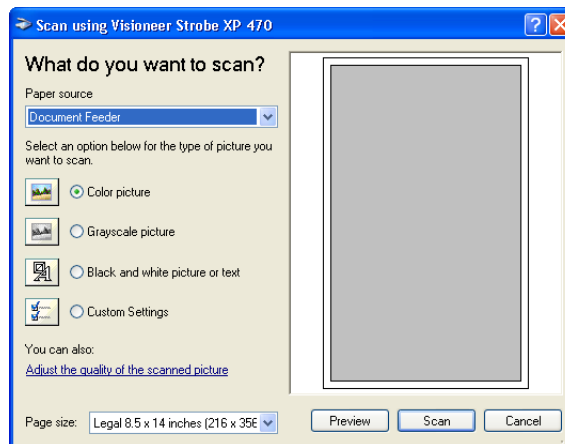 Scan using Visioneer Strobe XP 470
What do you want to scan?
Paper source
Document Feeder
Select an option below for the type of picture you
want to scan.
Color picture
Grayscale picture
Black and white picture or text
Custom Settings
You can also:
Adjust the quality of the scanned picture
Page size: Legal 8.5 x 14 inches (216 x 356
Preview Scan Cancel